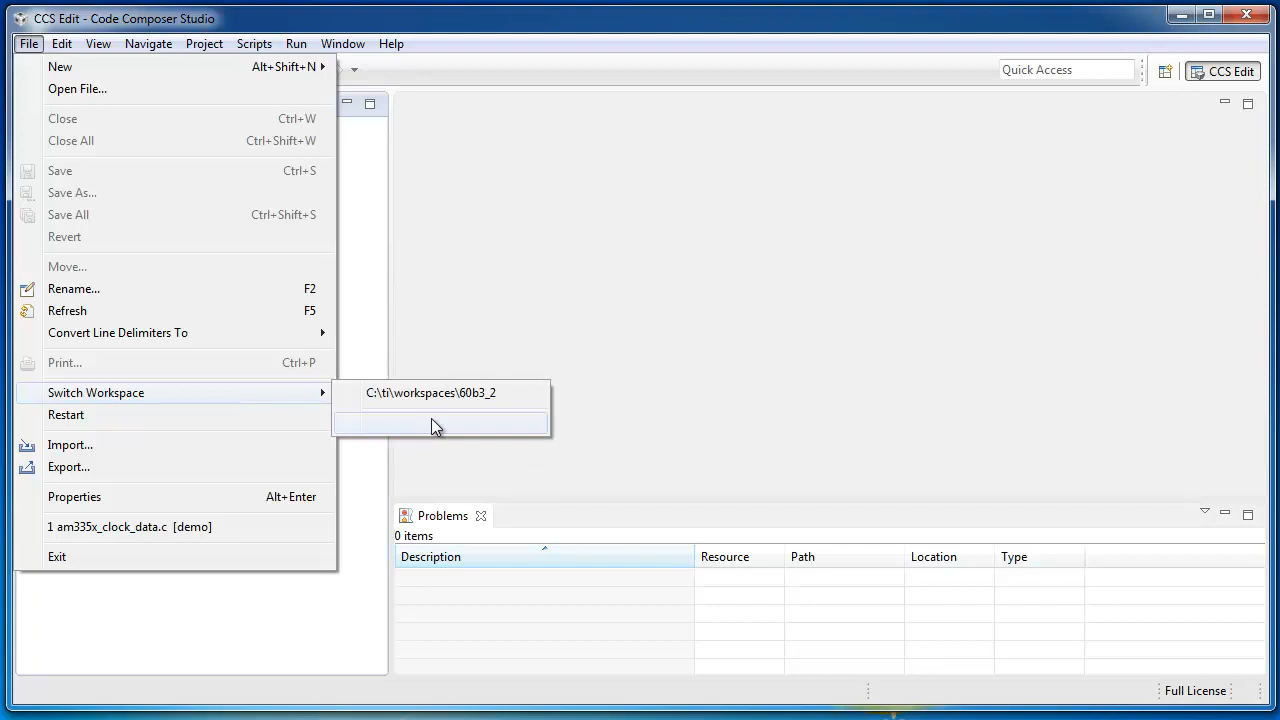 CCS Edit - Code Composer Studio
File Edit View Navigate Project Scripts Run Window Help
Quick Access
CCS Edit
New Alt+Shift+N
Open File...
Close Ctrl+W
Close All Ctrl+Shift+W
Save Ctrl+S
Save As...
Save All Ctrl+Shift+S
Revert
Move...
Rename... F2
Refresh F5
Convert Line Delimiters To
Print... Ctrl+P
Switch Workspace
C:\ti\workspaces\60b3_2
Restart
Import...
Export...
Properties Alt+Enter
1 am335x_clock_data.c [demo]
Exit
Problems
0 items
Description Resource Path Location Type
Full License